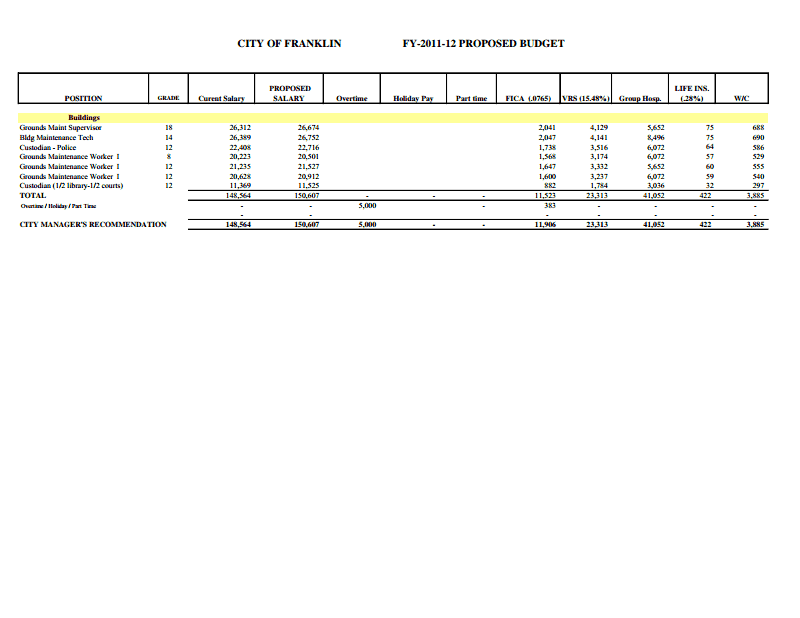 CITY OF FRANKLIN FY-2011-12 PROPOSED BUDGET
POSITION GRADE Curent Salary PROPOSED SALARY Overtime Holiday Pay Part time FICA (.0765) VRS (15.48%) Group Hosp. LIFE INS. (.28%) W/C
Buildings
Grounds Maint Supervisor 18 26,312 26,674 2,041 4,129 5,652 75 688
Bldg Maintenance Tech 14 26,389 26,752 2,047 4,141 8,496 75 690
Custodian - Police 12 22,408 22,716 1,738 3,516 6,072 64 586
Grounds Maintenance Worker I 8 20,223 20,501 1,568 3,174 6,072 57 529
Grounds Maintenance Worker I 12 21,235 21,527 1,647 3,332 5,652 60 555
Grounds Maintenance Worker I 12 20,628 20,912 1,600 3,237 6,072 59 540
Custodian (1/2 library-1/2 courts) 12 11,369 11,525 882 1,784 3,036 32 297
TOTAL 148,564 150,607 - - - 11,523 23,313 41,052 422 3,885
Overtime / Holiday / Part Time - - 5,000 - 383 - - - -
- - - - - - -
CITY MANAGER'S RECOMMENDATION 148,564 150,607 5,000 - - 11,906 23,313 41,052 422 3,885